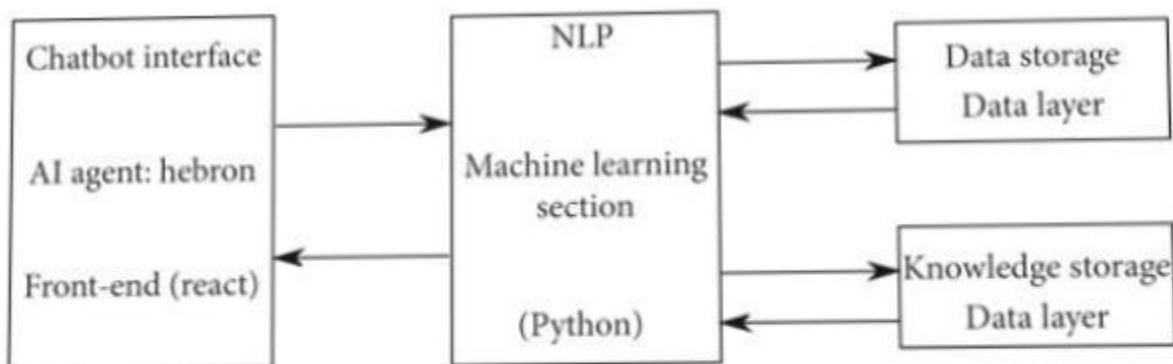 Chatbot interface
AI agent: hebron
Front-end (react)
NLP
Machine learning
section
(Python)
Data storage
Data layer
Knowledge storage
Data layer